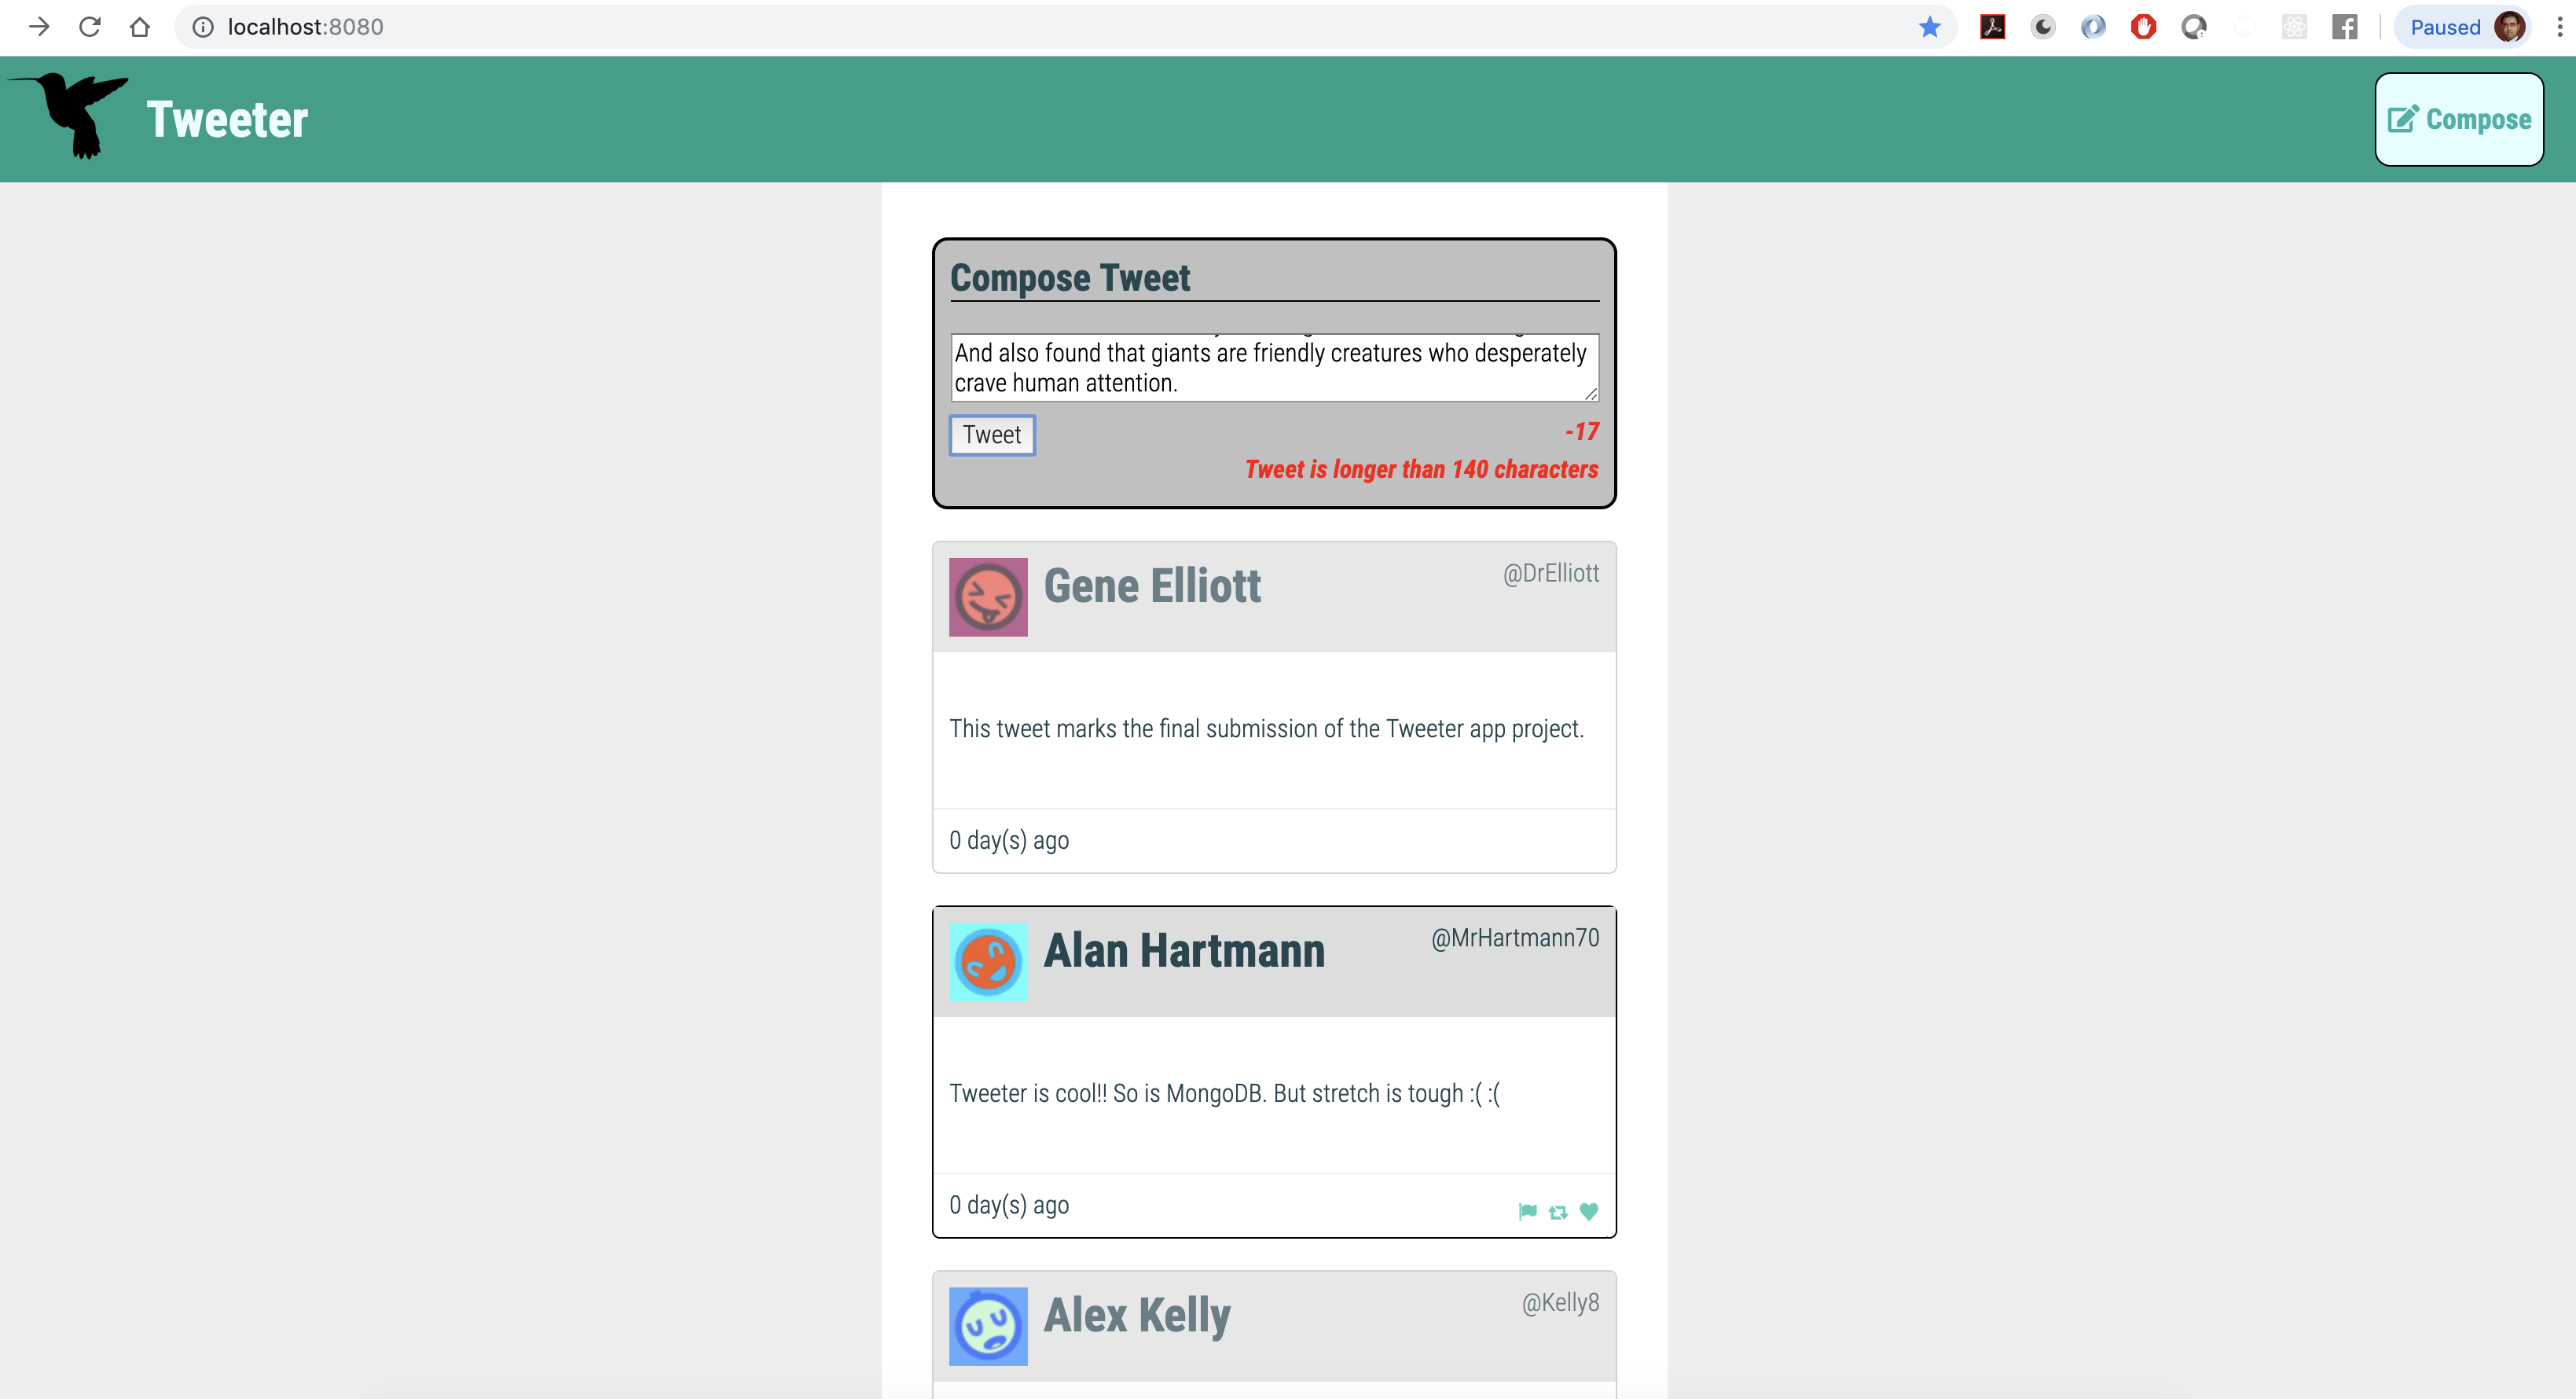 localhost:8080
Paused
Tweeter
Compose
Compose Tweet
And also found that giants are friendly creatures who desperately
crave human attention.
Tweet
-17
Tweet is longer than 140 characters
Gene Elliott
@DrElliott
This tweet marks the final submission of the Tweeter app project.
0 day(s) ago
Alan Hartmann
@MrHartmann70
Tweeter is cool!! So is MongoDB. But stretch is tough :( :(
0 day(s) ago
Alex Kelly
@Kelly8